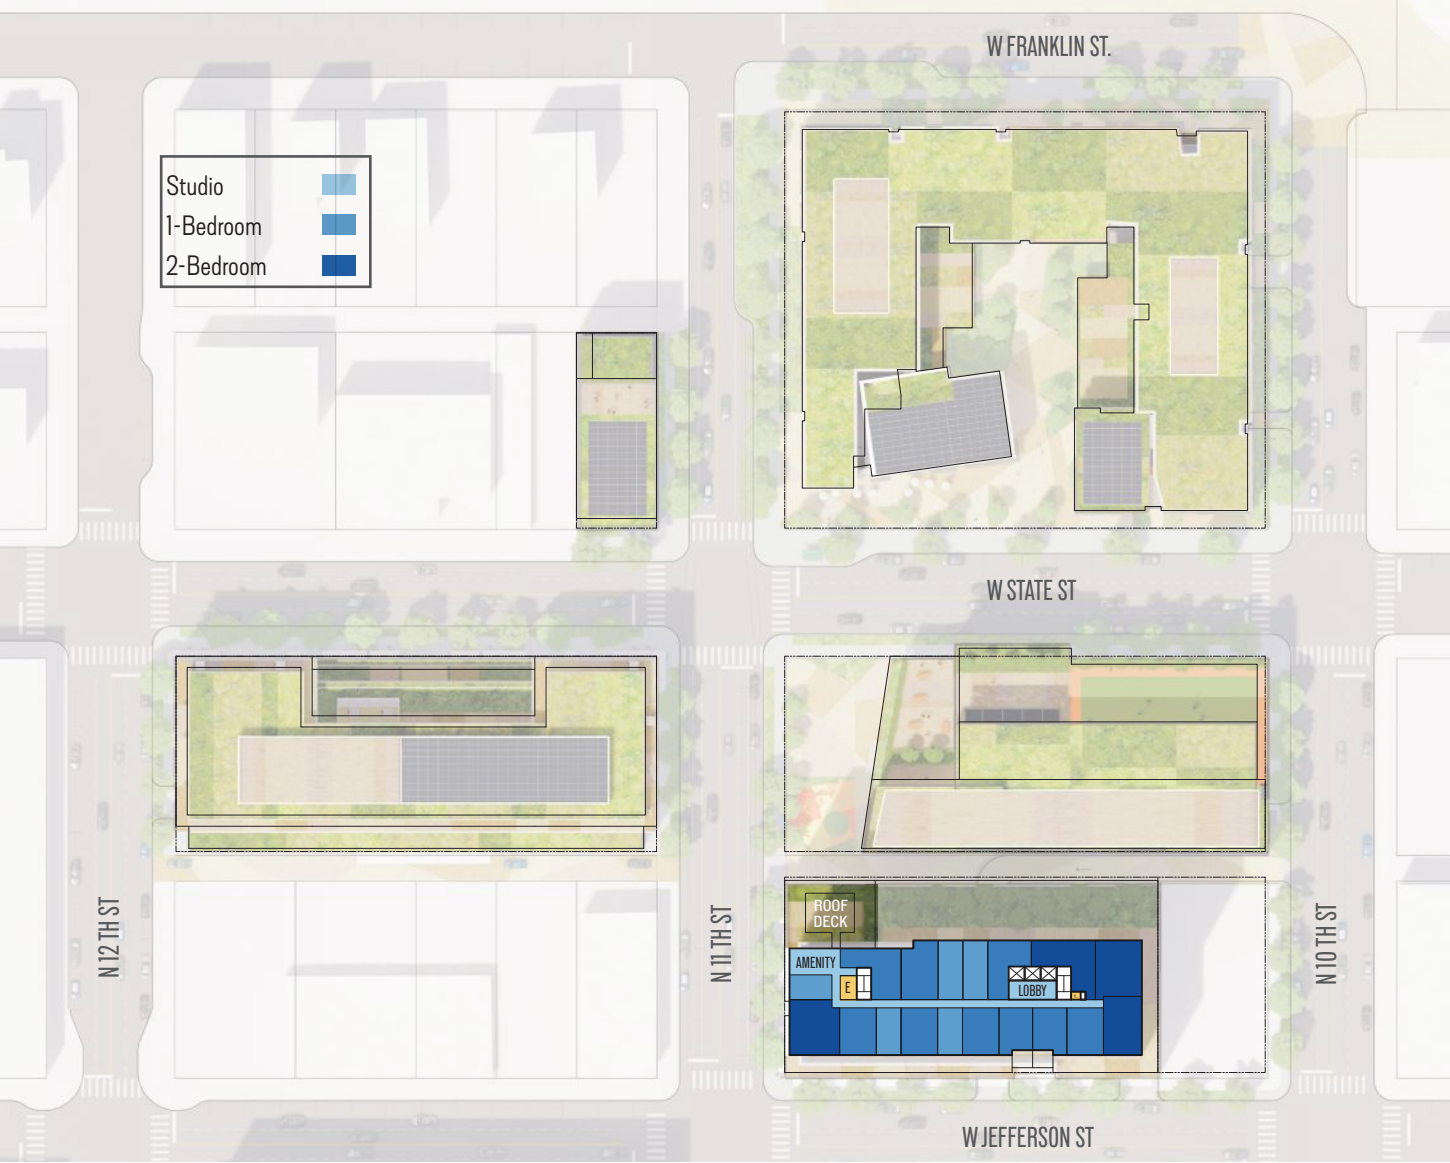 W FRANKLIN ST.
Studio
1-Bedroom
2-Bedroom
W STATE ST
N 12 TH ST
N 11 TH ST
N 10 TH ST
ROOF
DECK
AMENITY
E
LOBBY
W JEFFERSON ST